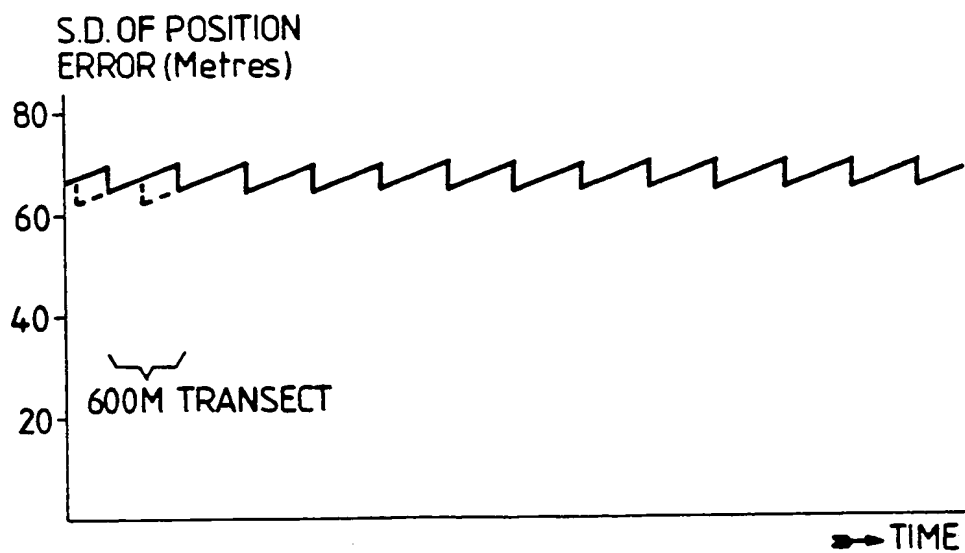 S.D. OF POSITION
ERROR (Metres)
80
60
40
20
600M TRANSECT
TIME